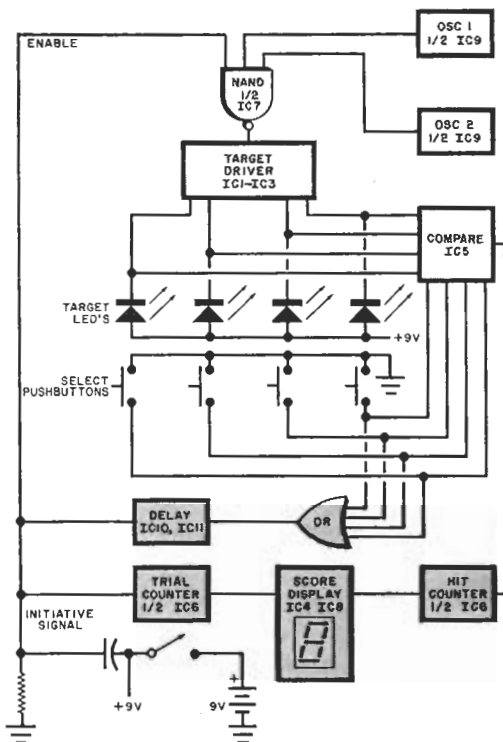 ENABLE
OSC 1
1/2 IC9
NAND
1/2
IC7
OSC 2
1/2 IC9
TARGET
DRIVER
IC1–IC3
COMPARE
IC5
TARGET
LED'S
+9V
SELECT
PUSHBUTTONS
DELAY
IC10, IC11
OR
TRIAL
COUNTER
1/2 IC6
SCORE
DISPLAY
IC4 IC8
8
HIT
COUNTER
1/2 IC6
INITIATIVE
SIGNAL
+9V
9V
+